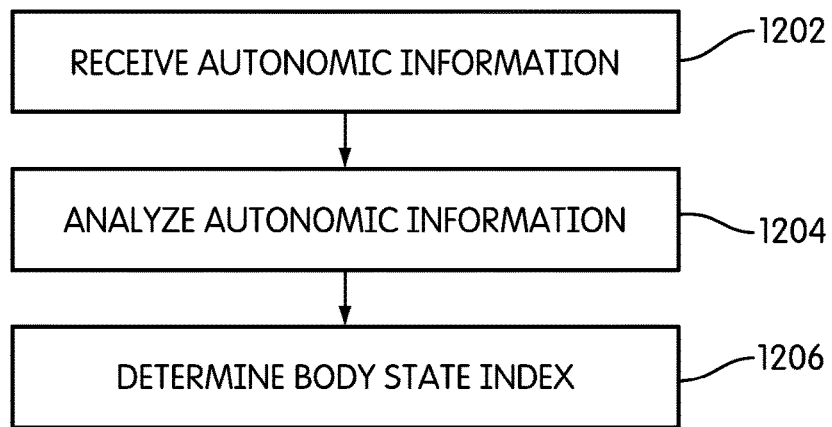 RECEIVE AUTONOMIC INFORMATION
1202
ANALYZE AUTONOMIC INFORMATION
1204
DETERMINE BODY STATE INDEX
1206